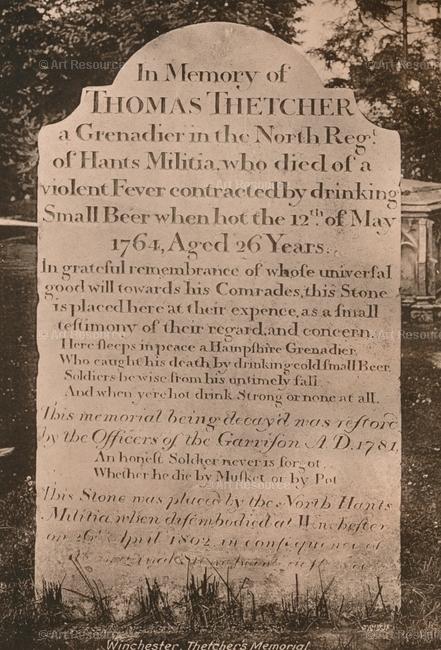 In Memory of
THOMAS THETCHER
a Grenadier in the North Reg.t
of Hants Militia, who died of a
violent Fever contracted by drinking
Small Beer when hot the 12th. of May
1764, Aged 26 Years.
In grateful remembrance of whose universal
good will towards his Comrades, this Stone
is placed here at their expence, as a small
testimony of their regard, and concern.
Here sleeps in peace a Hampshire Grenadier,
Who caught his death by drinking cold small Beer,
Soldiers be wise from his untimely fall
And when yere hot drink Strong or none at all.
This memorial being decay'd was restor'd
by the Officers of the Garrison A.D. 1781,
An honest Soldier never is forgot
Whether he die by Musket or by Pot
This Stone was placed by the North Hants
Militia when disembodied at Winchester
on 26th April 1802, in consequence of
Winchester, Thetcher's Memorial
© Art Resource